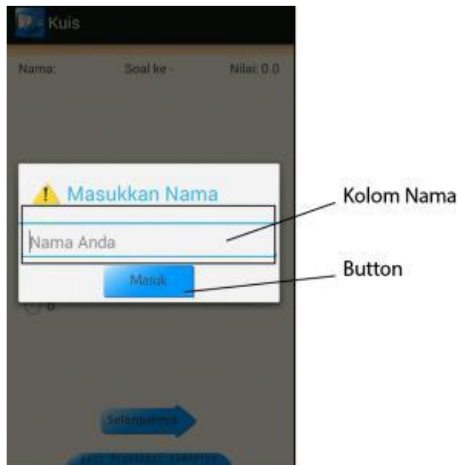 Kuis
Nama: Soal ke - Nilai: 0.0
Masukkan Nama
Kolom Nama
Nama Anda
Button
Masuk
Selanjutnya